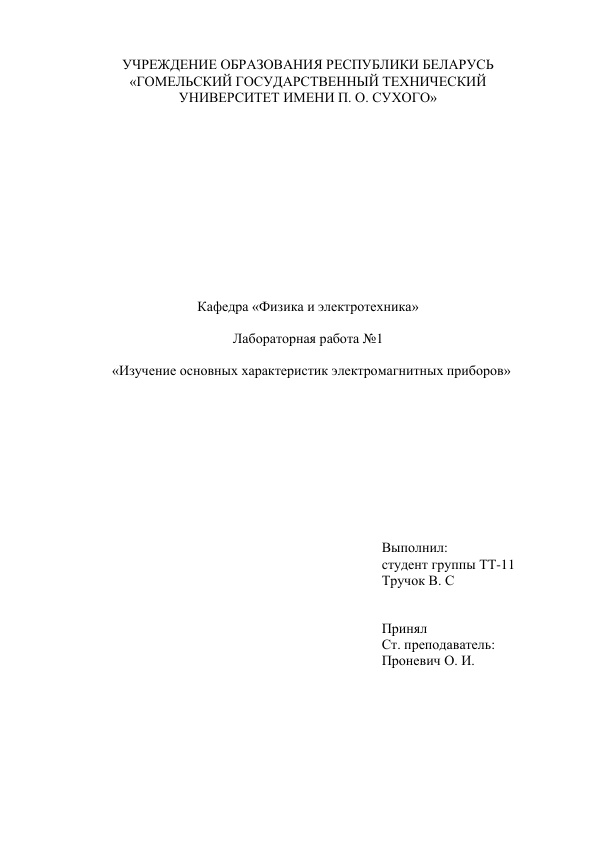 УЧРЕЖДЕНИЕ ОБРАЗОВАНИЯ РЕСПУБЛИКИ БЕЛАРУСЬ
«ГОМЕЛЬСКИЙ ГОСУДАРСТВЕННЫЙ ТЕХНИЧЕСКИЙ
УНИВЕРСИТЕТ ИМЕНИ П. О. СУХОГО»
Кафедра «Физика и электротехника»
Лабораторная работа №1
«Изучение основных характеристик электромагнитных приборов»
Выполнил:
студент группы ТТ-11
Тручок В. С
Принял
Ст. преподаватель:
Проневич О. И.